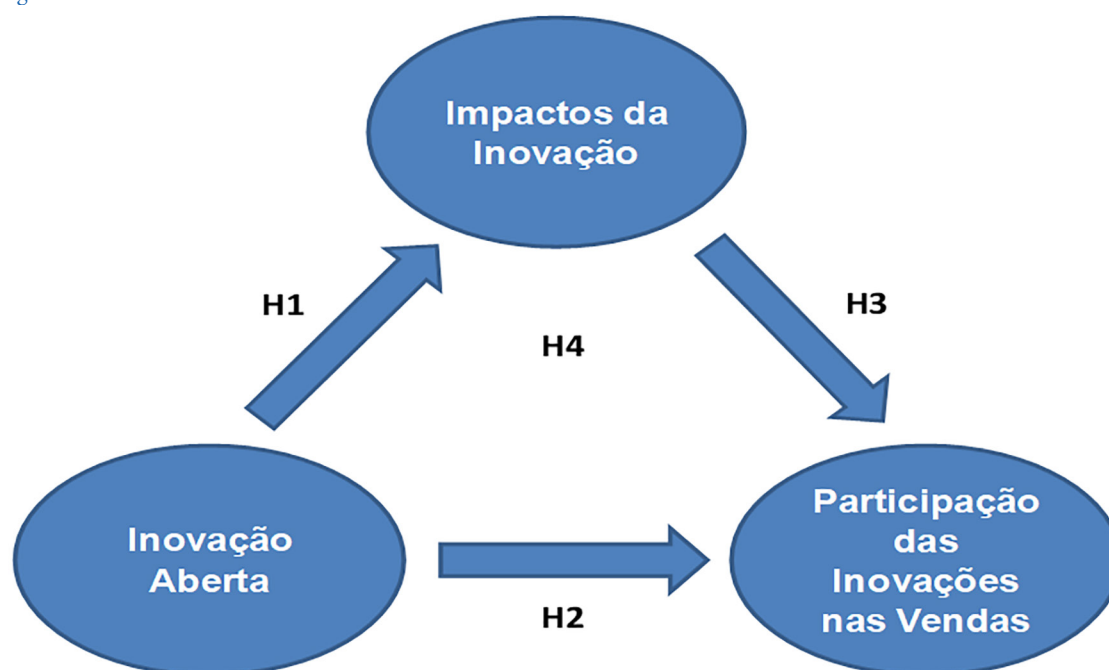 Impactos da
Inovação
H1
H3
H4
Inovação
Aberta
H2
Participação
das
Inovações
nas Vendas